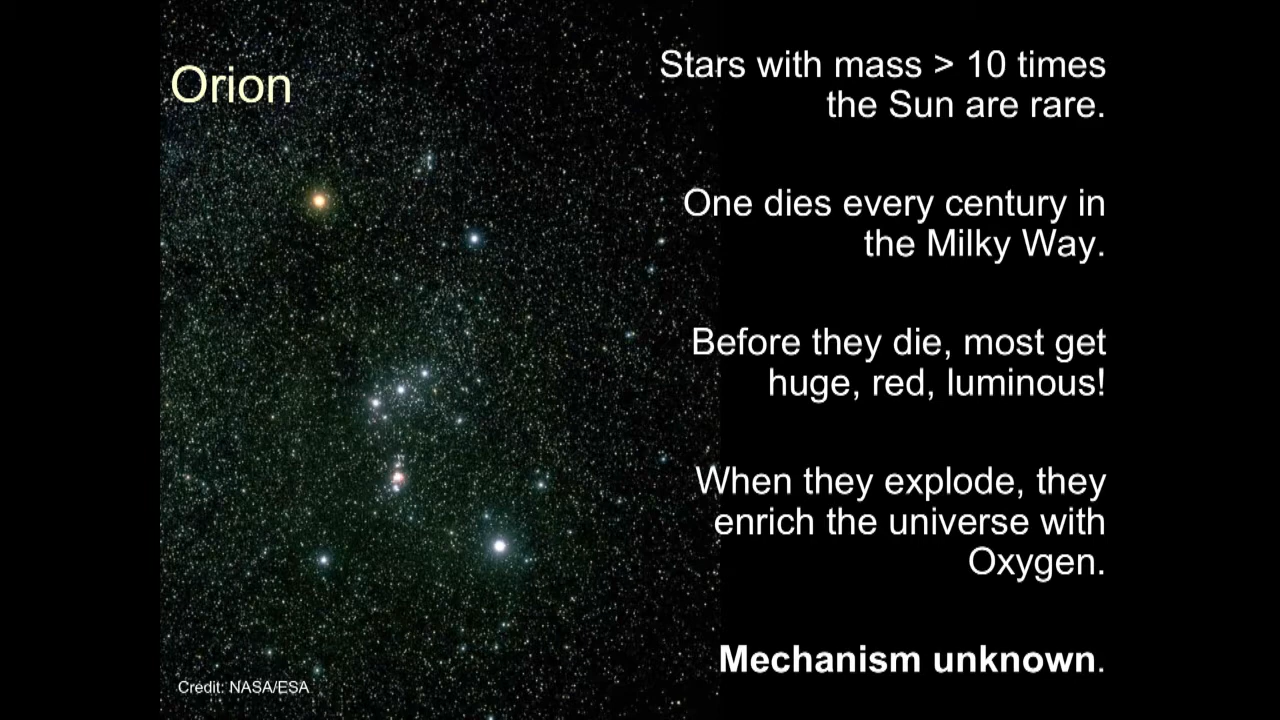 Orion
Stars with mass > 10 times
the Sun are rare.
One dies every century in
the Milky Way.
Before they die, most get
huge, red, luminous!
When they explode, they
enrich the universe with
Oxygen.
Mechanism unknown.
Credit: NASA/ESA